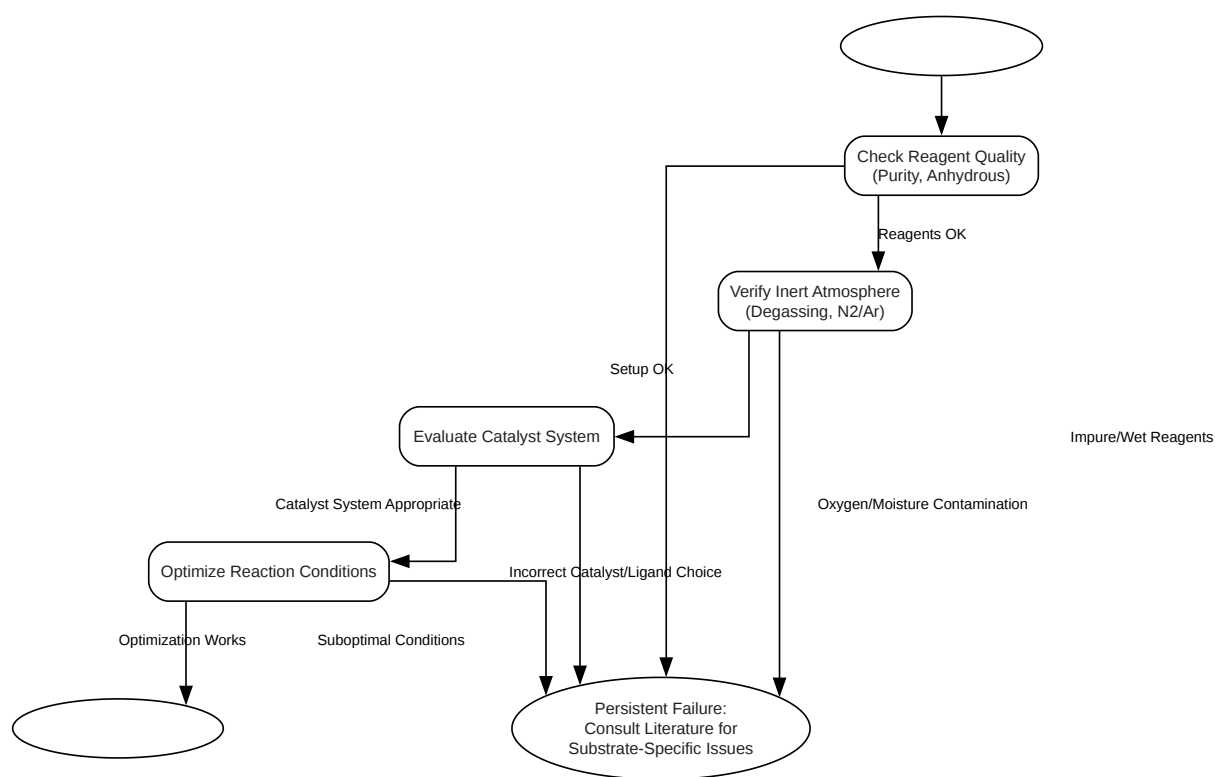 Check Reagent Quality
(Purity, Anhydrous)
Reagents OK
Verify Inert Atmosphere
(Degassing, N2/Ar)
Setup OK
Evaluate Catalyst System
Impure/Wet Reagents
Catalyst System Appropriate
Oxygen/Moisture Contamination
Optimize Reaction Conditions
Incorrect Catalyst/Ligand Choice
Optimization Works
Suboptimal Conditions
Persistent Failure:
Consult Literature for
Substrate-Specific Issues